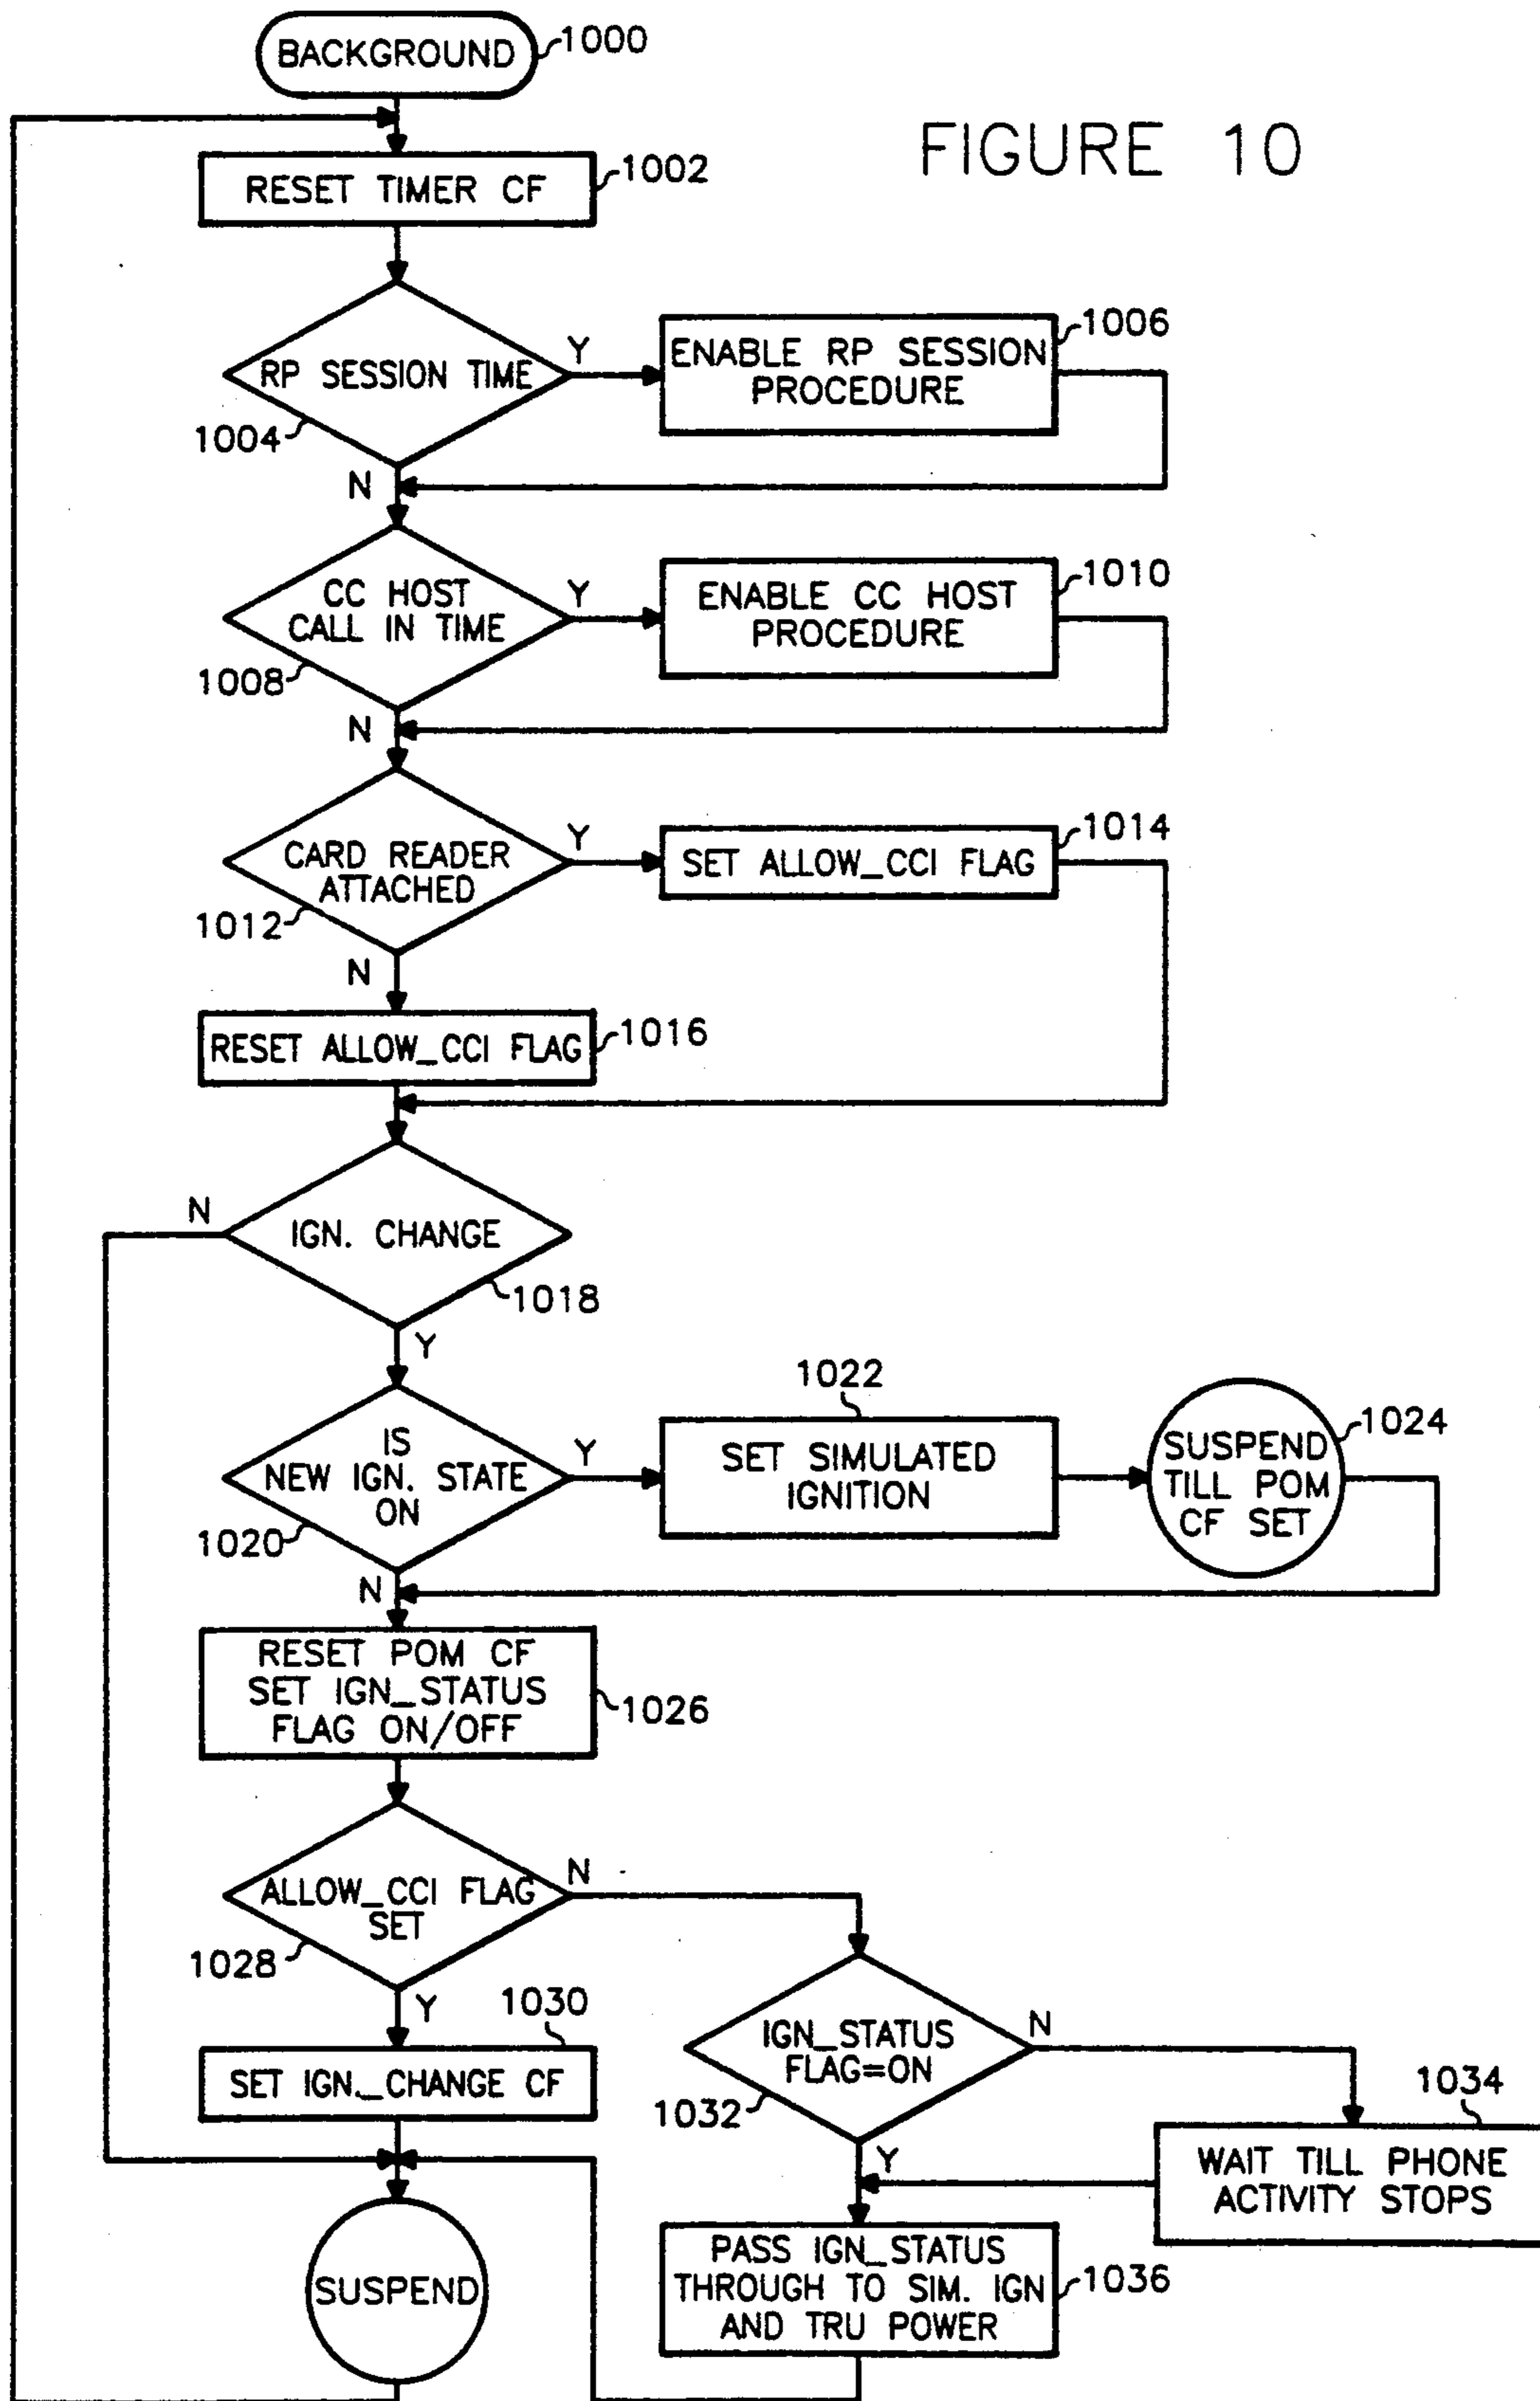 BACKGROUND
1000
FIGURE 10
RESET TIMER CF
1002
RP SESSION TIME
1004
Y
N
ENABLE RP SESSION
PROCEDURE
1006
CC HOST
CALL IN TIME
1008
Y
N
ENABLE CC HOST
PROCEDURE
1010
CARD READER
ATTACHED
1012
Y
N
SET ALLOW_CCI FLAG
1014
RESET ALLOW_CCI FLAG
1016
N
IGN. CHANGE
1018
Y
IS
NEW IGN. STATE
ON
1020
Y
N
1022
SET SIMULATED
IGNITION
SUSPEND
TILL POM
CF SET
1024
RESET POM CF
SET IGN_STATUS
FLAG ON/OFF
1026
ALLOW_CCI FLAG
SET
1028
N
Y
1030
SET IGN._CHANGE CF
IGN_STATUS
FLAG=ON
1032
N
Y
1034
WAIT TILL PHONE
ACTIVITY STOPS
PASS IGN_STATUS
THROUGH TO SIM. IGN
AND TRU POWER
1036
SUSPEND